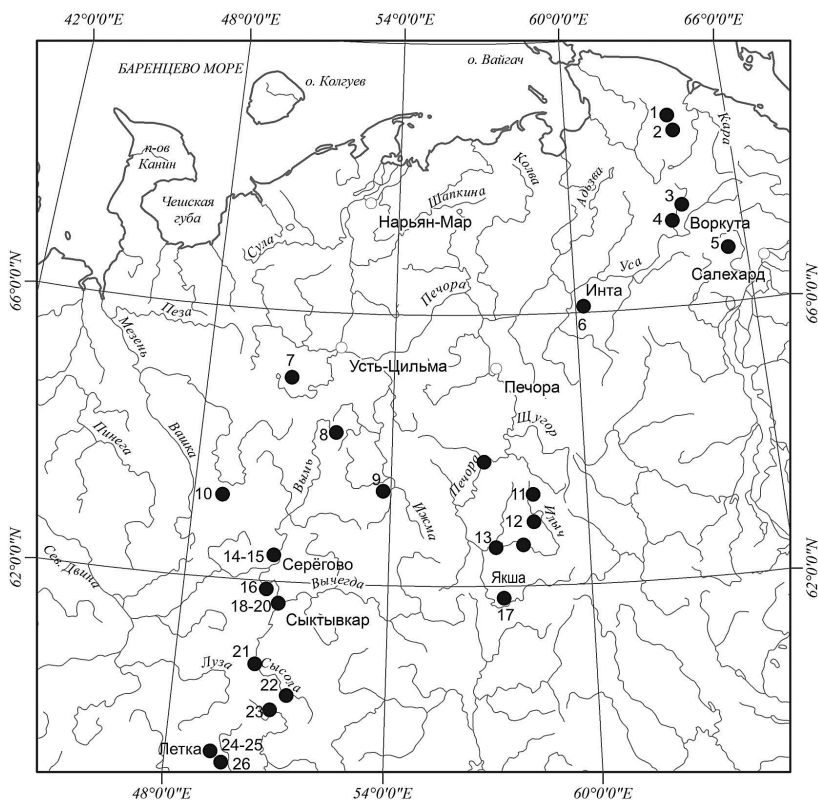 42°0'0"E 48°0'0"E 54°0'0"E 60°0'0"E 66°0'0"E
БАРЕНЦЕВО МОРЕ
о. Вайгач
о. Колгуев
1
2
Кара
п-ов
Канин
Колва
Чешская
губа
Шапкина
Адьзва
3
Нарьян-Мар
4
Воркута
Сула
5
Уса
Салехард
66°0'0"N
66°0'0"N
Печора
Инта
6
Пеза
Мезень
Усть-Цильма
7
Печора
Щугор
Вашка
Пинега
8
Вымь
Печора
9
10
11
Ижма
Илыч
12
13
14-15
Серёгово
62°0'0"N
62°0'0"N
Сев. Двина
Вычегда
Якша
16
17
18-20
Сыктывкар
21
Луза
Сысола
22
23
Летка
24-25
26
48°0'0"E 54°0'0"E 60°0'0"E